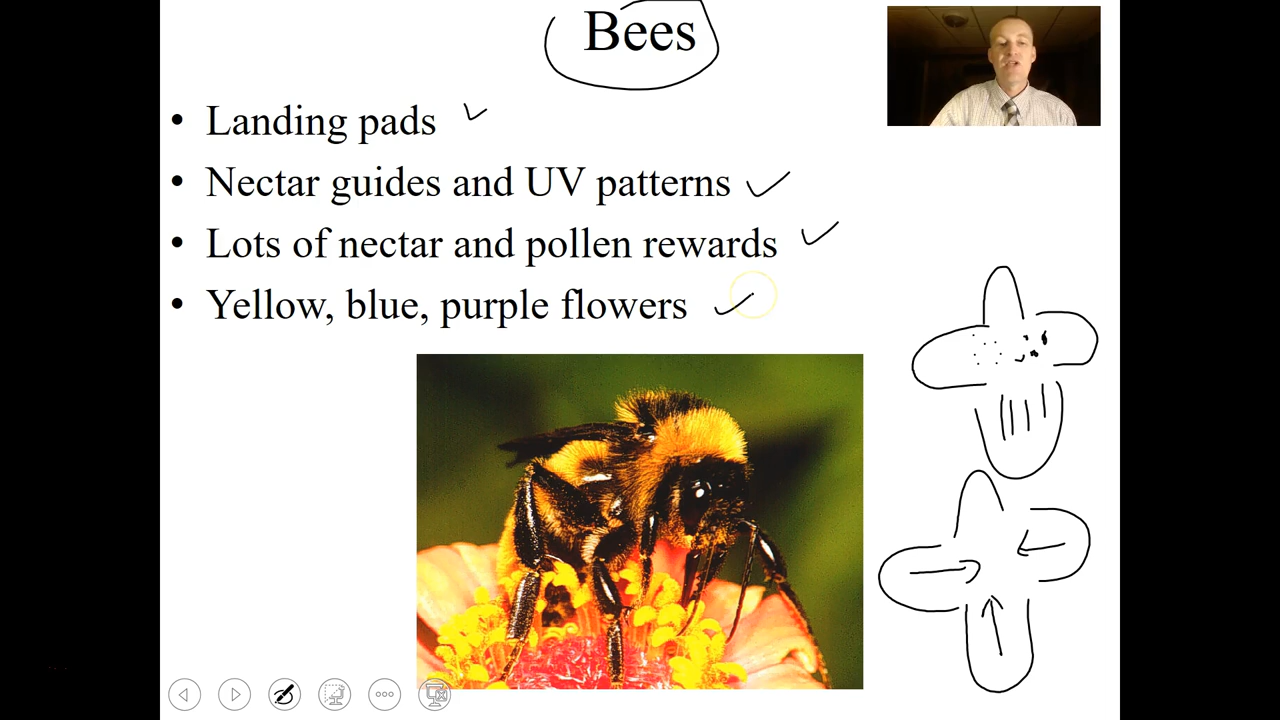 Bees
• Landing pads
• Nectar guides and UV patterns
• Lots of nectar and pollen rewards
• Yellow, blue, purple flowers